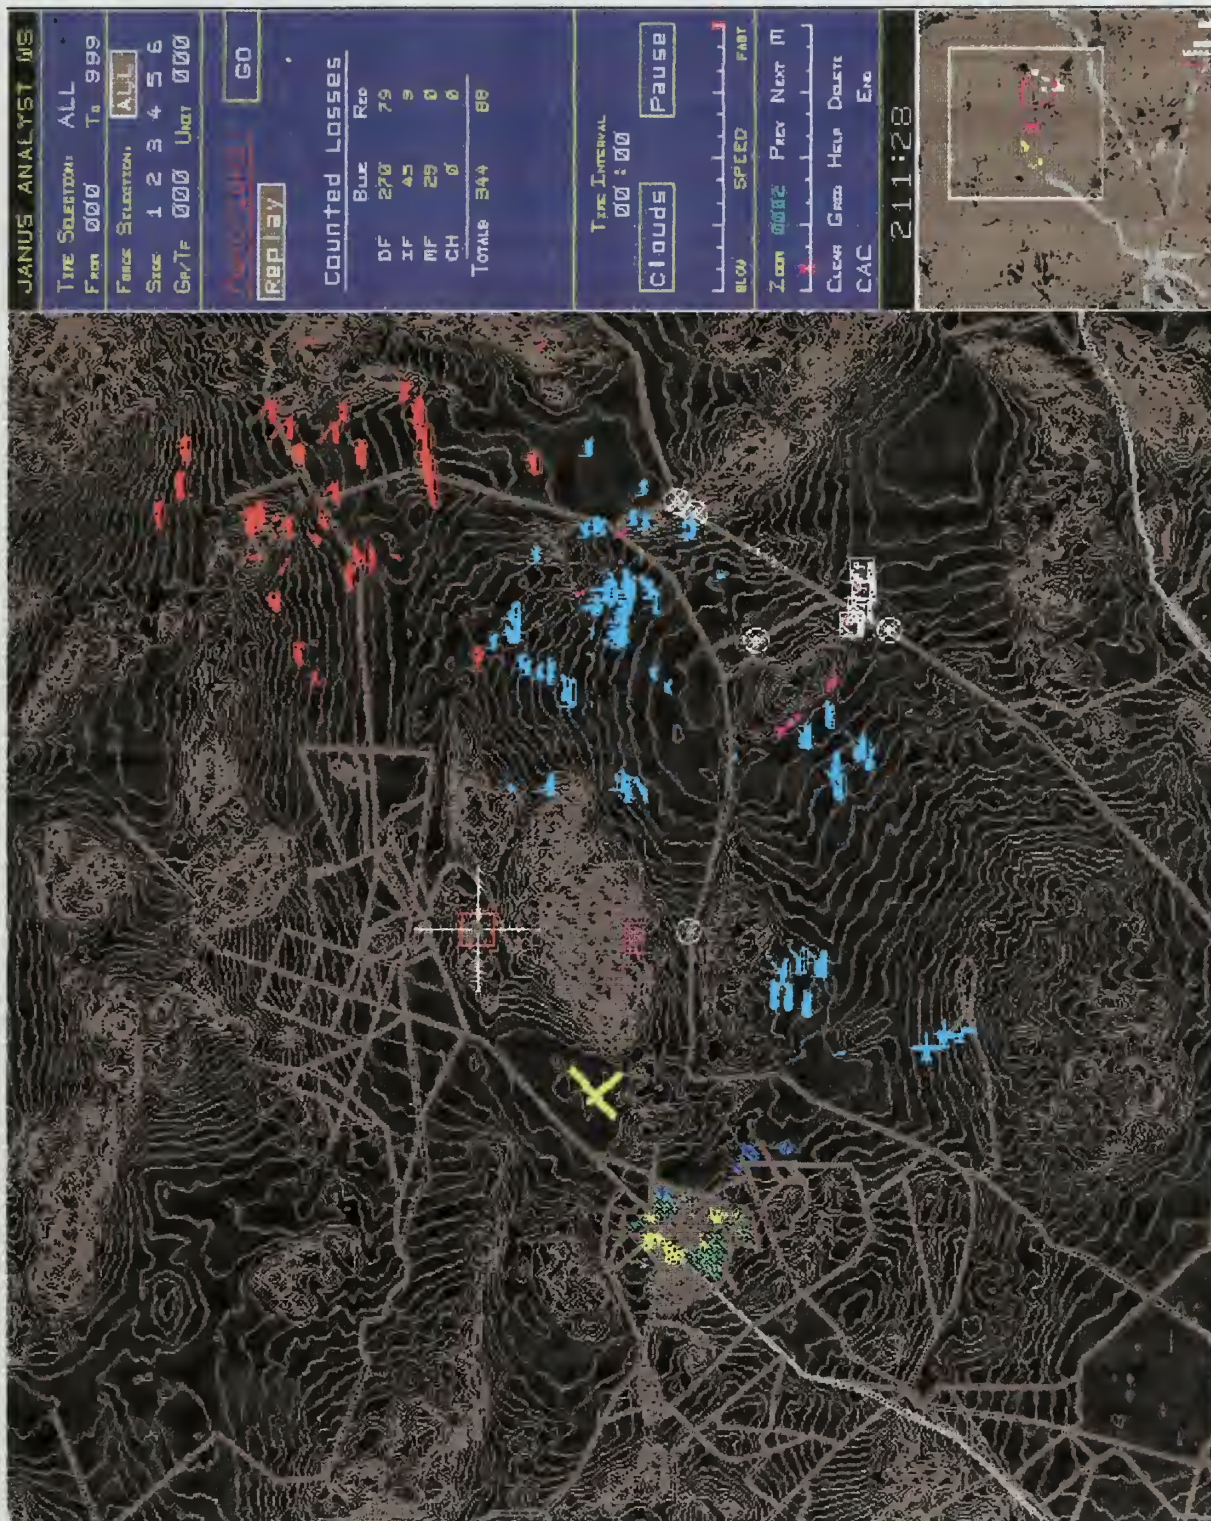 JANUS ANALYST WS
TIME SELECTION: ALL
FROM 000 TO 999
FORCE SELECTION: ALL
SIDE 1 2 3 4 5 6
GP/TF 000 UNIT 000
GO
Replay
Counted Losses
BLUE RED
DF 270 79
IF 45 9
MF 29 0
CH 0 0
TOTALS 344 88
TIME INTERVAL
00:00
Clouds Pause
SLOW SPEED FAST
ZOOM 0002 PREV NEXT M
CLEAR GRID HELP DELETE
CAC END
211:28